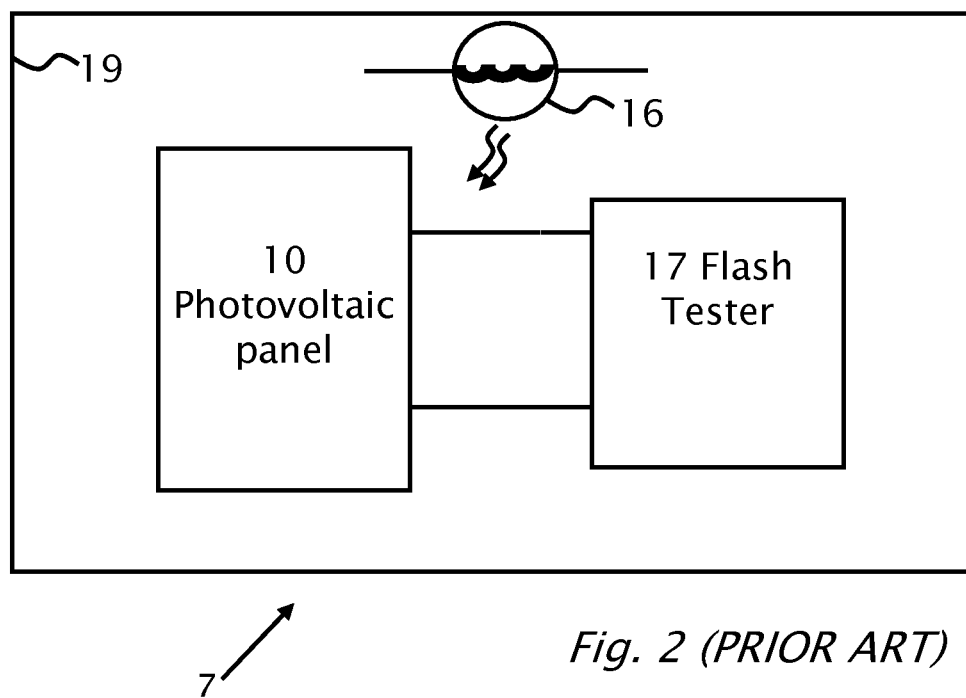 19
16
10
Photovoltaic
panel
17 Flash
Tester
7
Fig. 2 (PRIOR ART)